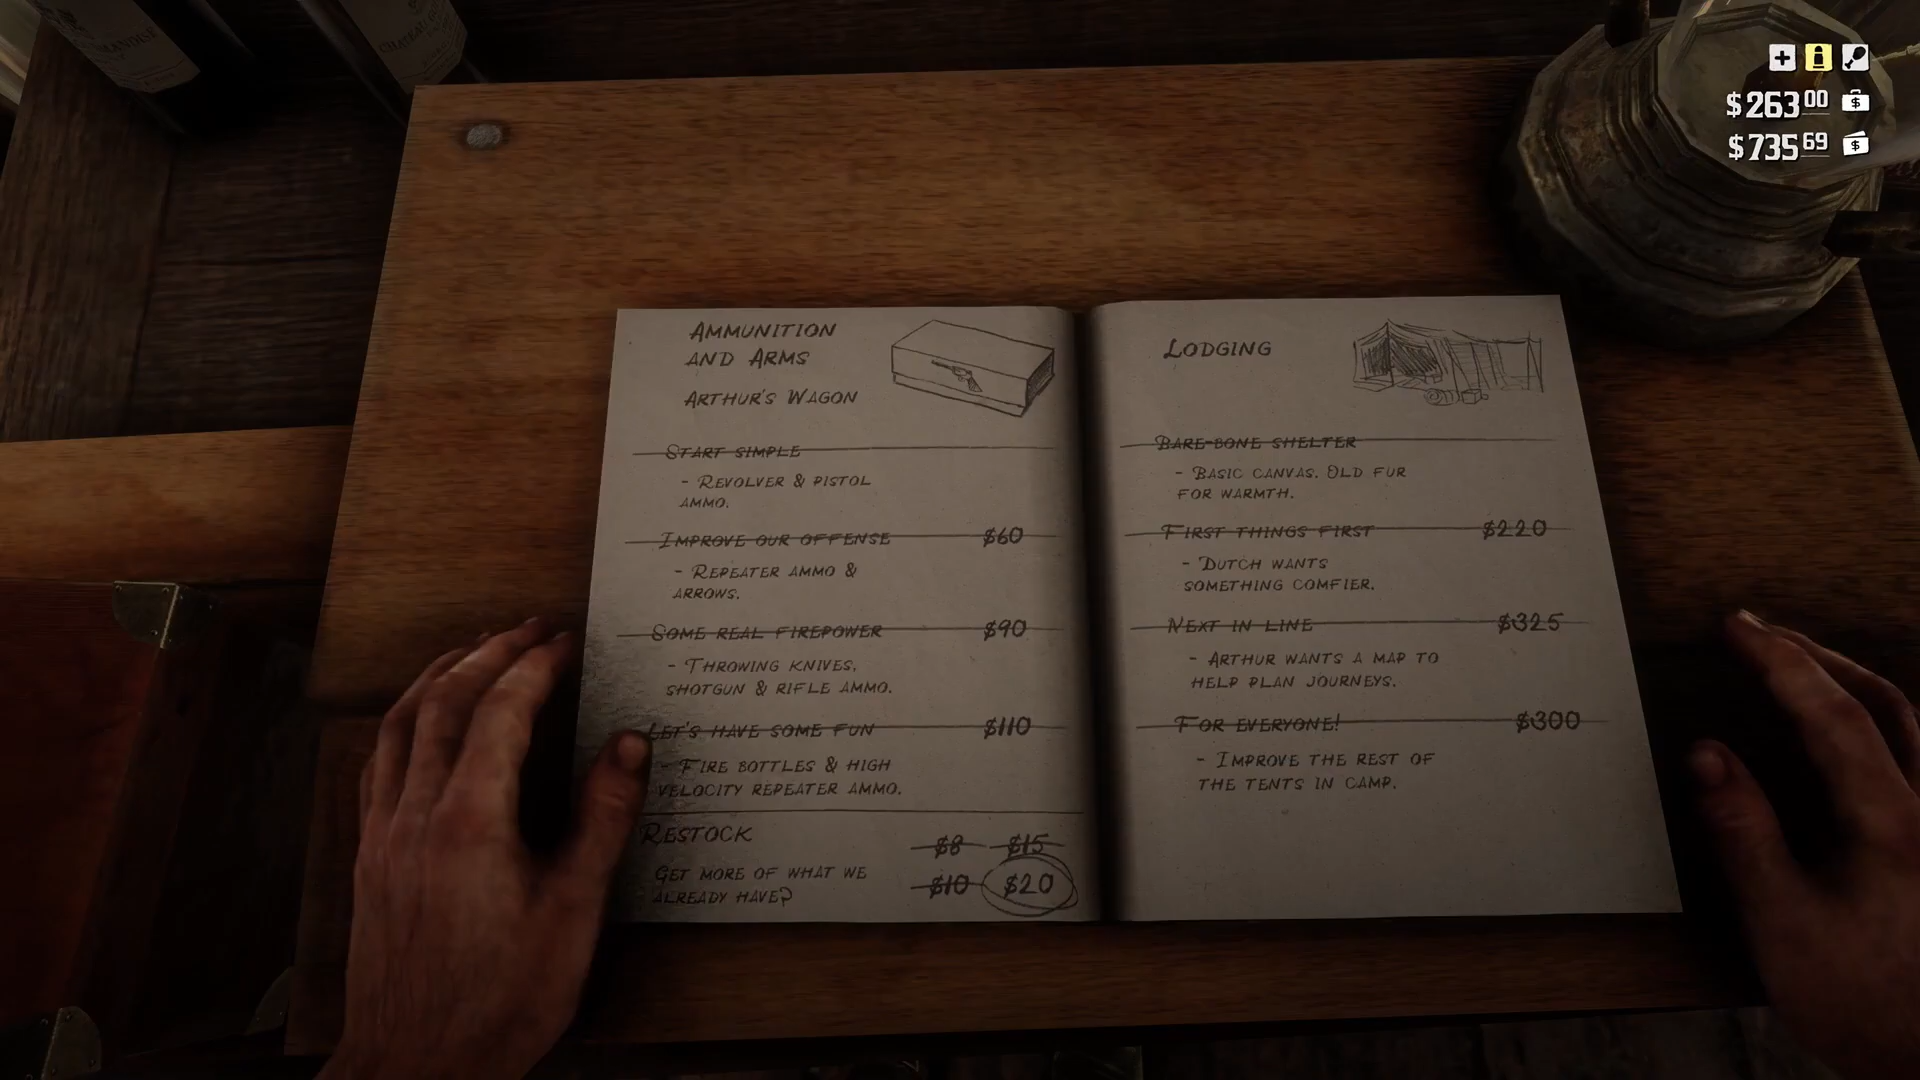 $263.00
$735.69
AMMUNITION
AND ARMS
ARTHUR'S WAGON
START SIMPLE
- REVOLVER & PISTOL
AMMO.
IMPROVE OUR OFFENSE $60
- REPEATER AMMO &
ARROWS.
SOME REAL FIREPOWER $90
- THROWING KNIVES,
SHOTGUN & RIFLE AMMO.
LET'S HAVE SOME FUN $110
- FIRE BOTTLES & HIGH
VELOCITY REPEATER AMMO.
RESTOCK
$8 $15
GET MORE OF WHAT WE
ALREADY HAVE?
$10 $20
LODGING
BARE-BONE SHELTER
- BASIC CANVAS. OLD FUR
FOR WARMTH.
FIRST THINGS FIRST $220
- DUTCH WANTS
SOMETHING COMFIER.
NEXT IN LINE $325
- ARTHUR WANTS A MAP TO
HELP PLAN JOURNEYS.
FOR EVERYONE! $300
- IMPROVE THE REST OF
THE TENTS IN CAMP.